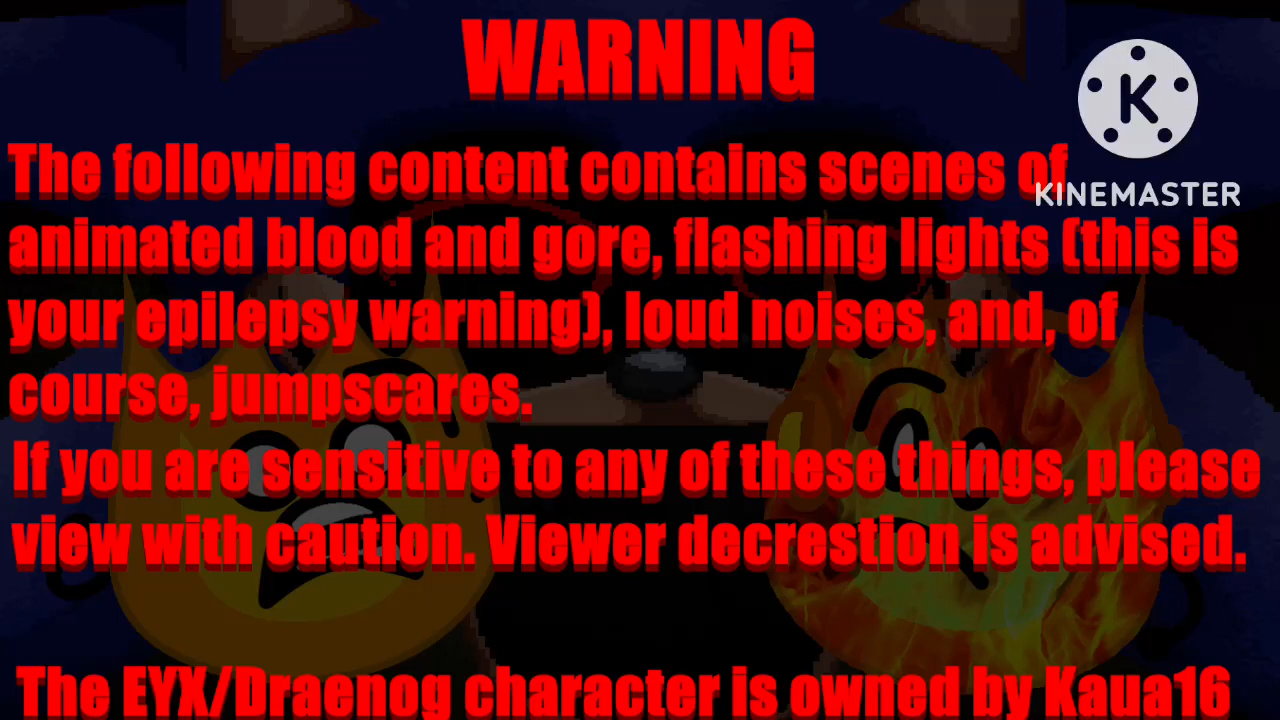 WARNING
K
KINEMASTER
The following content contains scenes of
animated blood and gore, flashing lights (this is
your epilepsy warning), loud noises, and, of
course, jumpscares.
If you are sensitive to any of these things, please
view with caution. Viewer decrestion is advised.
The EYX/Draenog character is owned by Kaua16